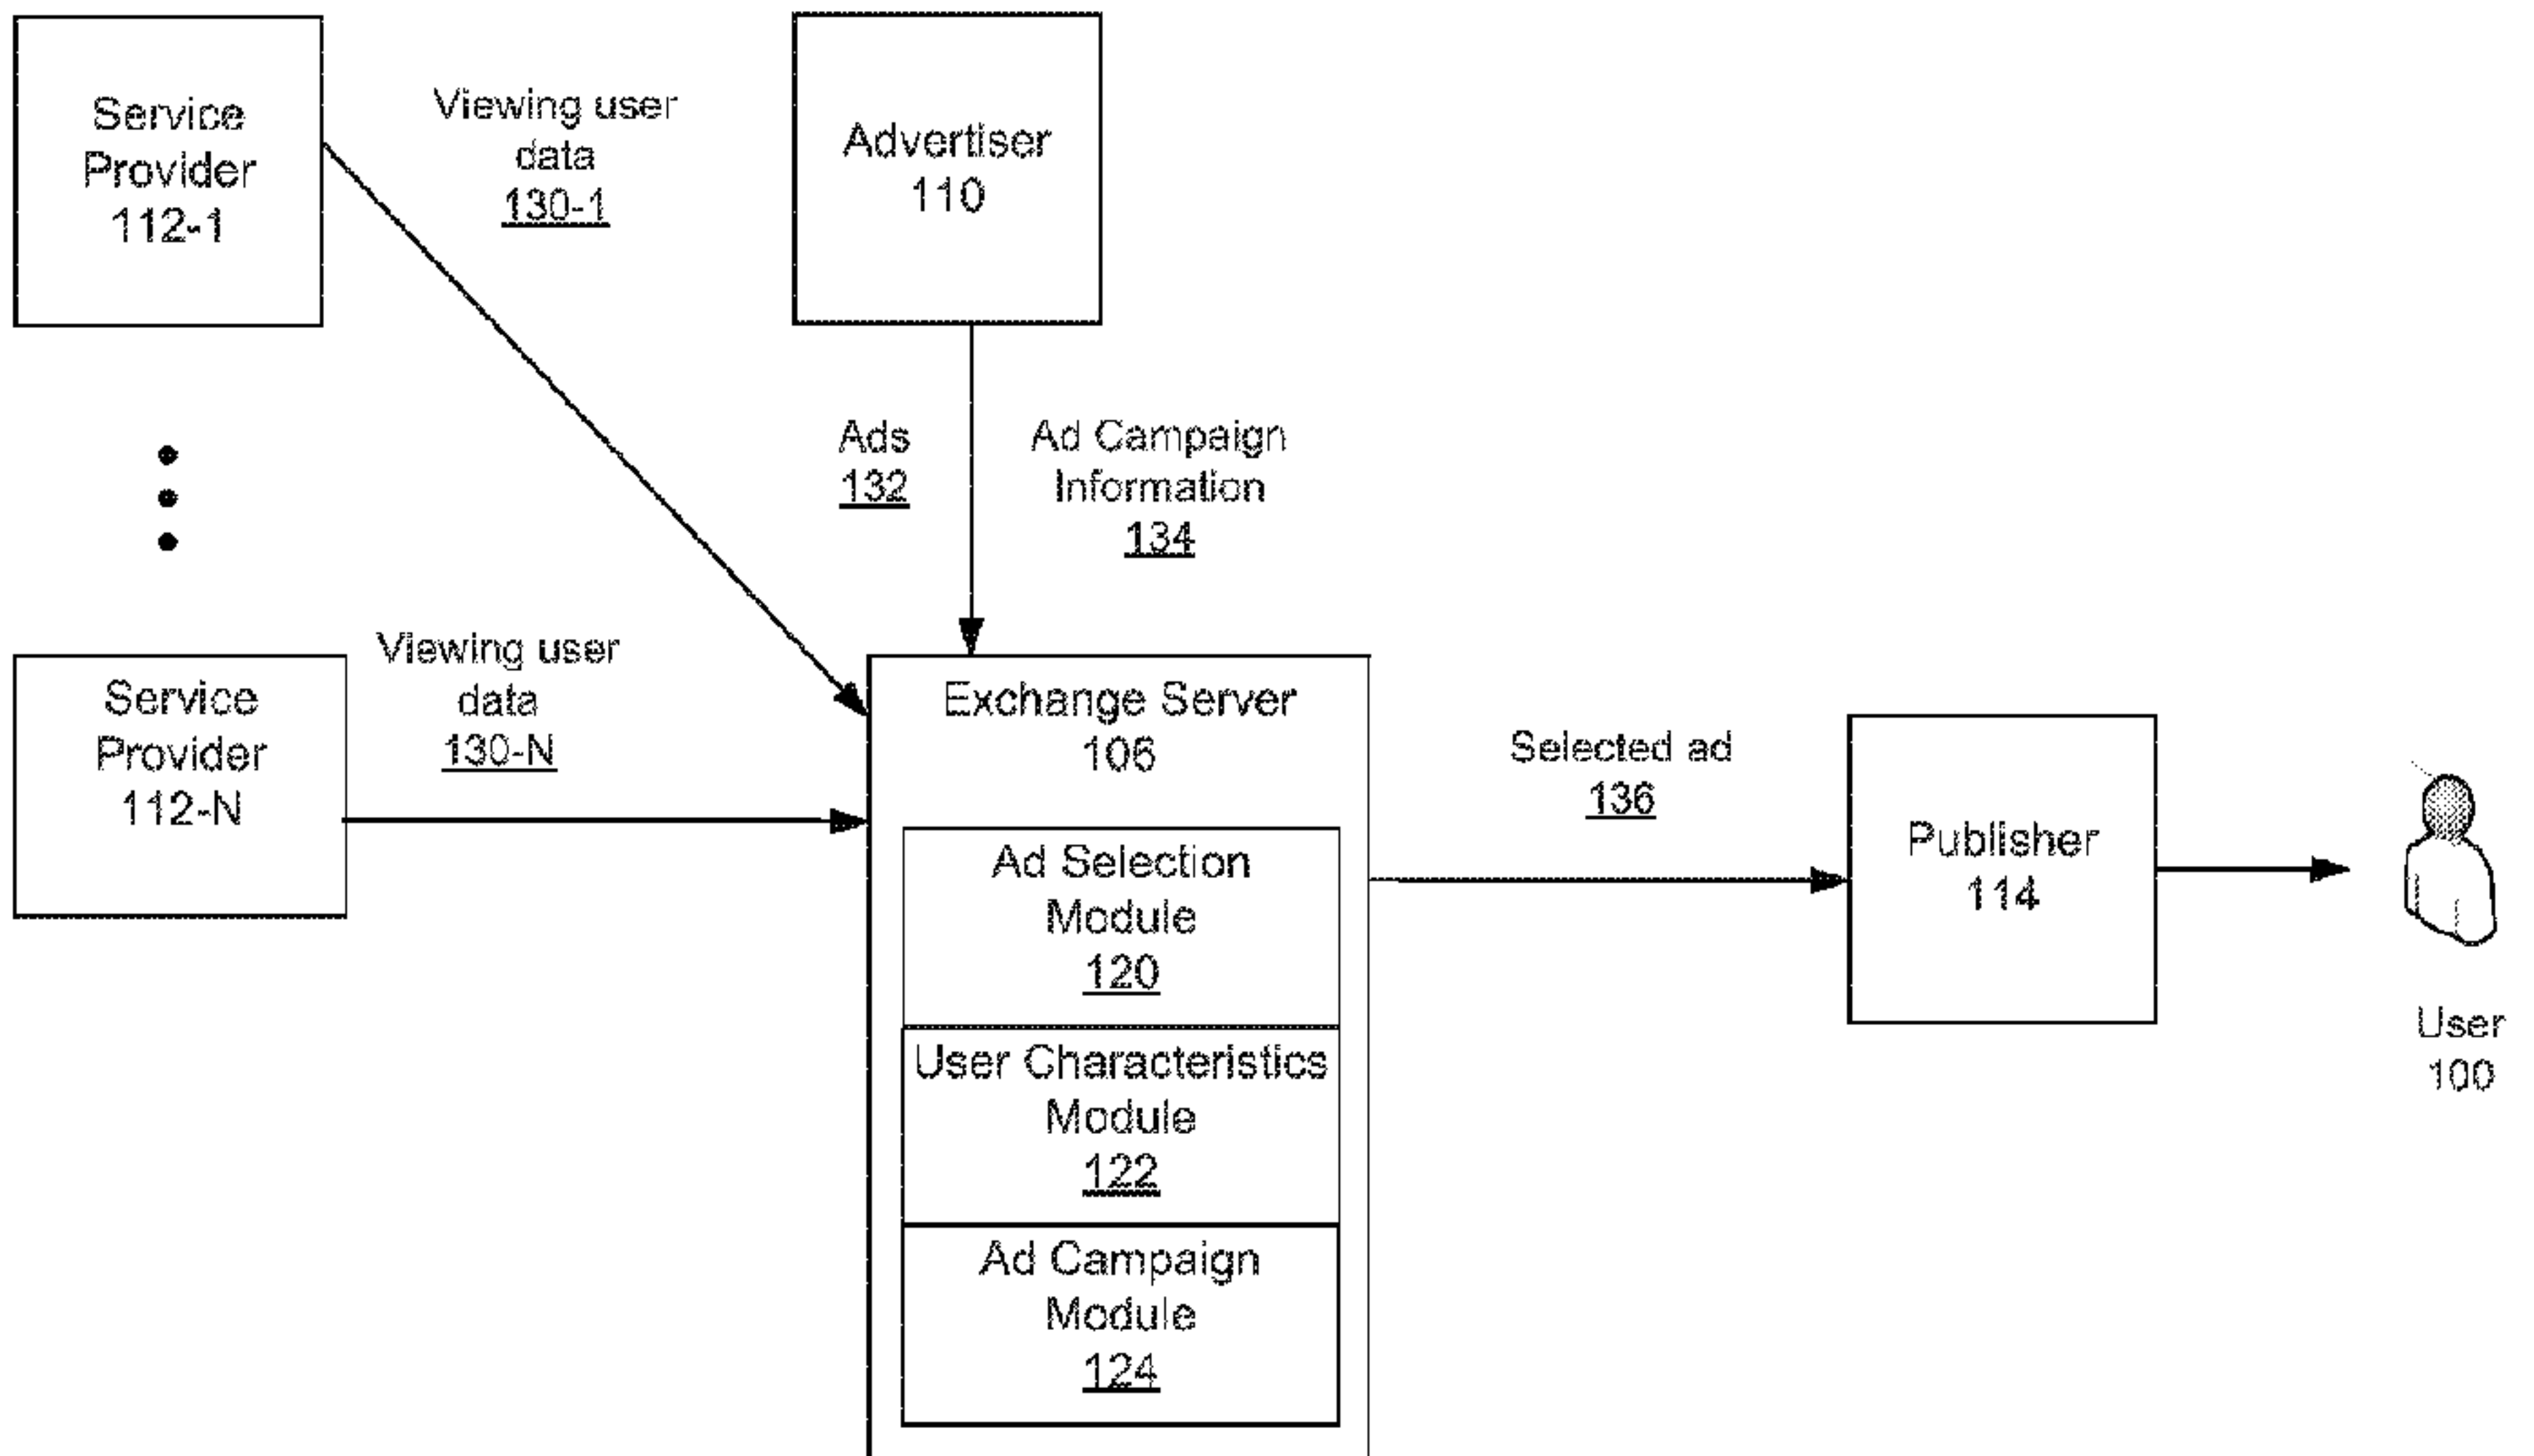 Service
Provider
112-1
Viewing user
data
130-1
Advertiser
110
Ads
132
Ad Campaign
Information
134
Service
Provider
112-N
Viewing user
data
130-N
Exchange Server
106
Ad Selection
Module
120
User Characteristics
Module
122
Ad Campaign
Module
124
Selected ad
136
Publisher
114
User
100